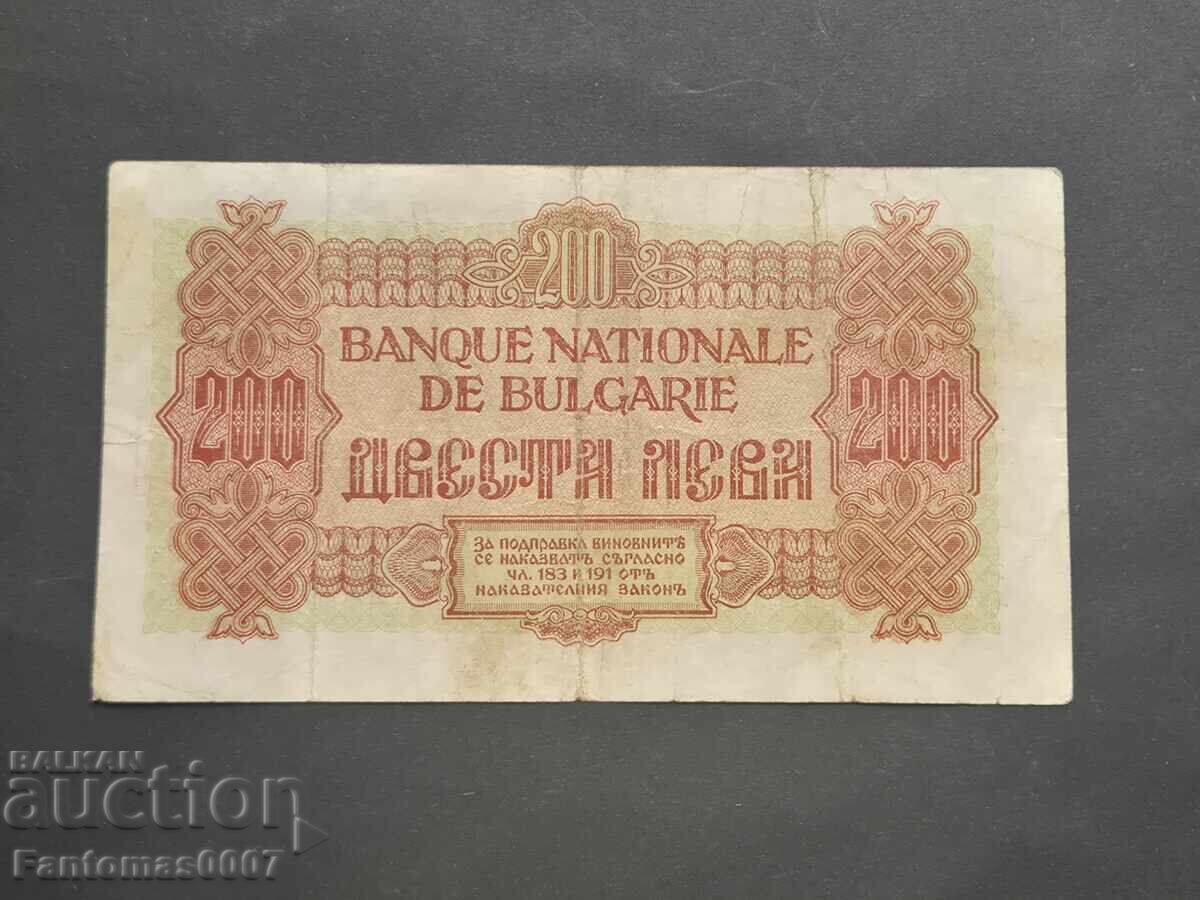 200
BANQUE NATIONALE
DE BULGARIE
200
200
ДВЕСТА ЛЕВА
ЗА ПОДПРАВКА ВИНОВНИТѢ
СЕ НАКАЗВАТЪ СЪГЛАСНО
ЧЛ. 183 И 191 ОТЪ
НАКАЗАТЕЛНИЯ ЗАКОНЪ
BALKAN
auction
Fantomas0007